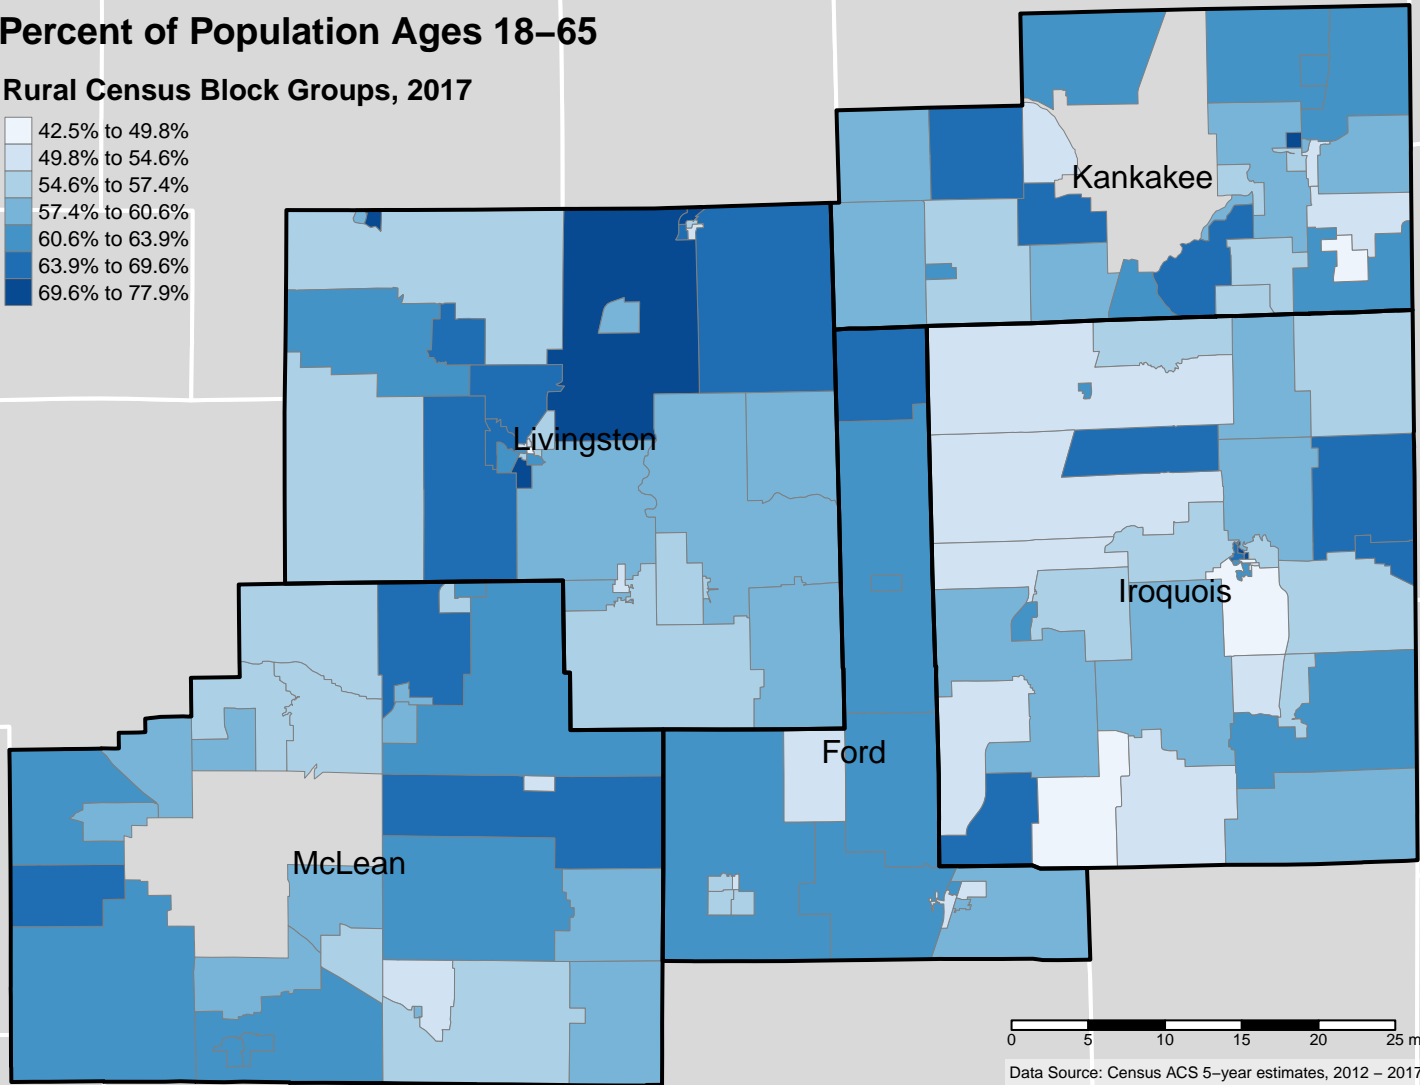 Percent of Population Ages 18–65
Rural Census Block Groups, 2017
42.5% to 49.8%
49.8% to 54.6%
54.6% to 57.4%
57.4% to 60.6%
60.6% to 63.9%
63.9% to 69.6%
69.6% to 77.9%
Kankakee
Livingston
Iroquois
Ford
McLean
0 5 10 15 20 25 m
Data Source: Census ACS 5–year estimates, 2012 – 2017